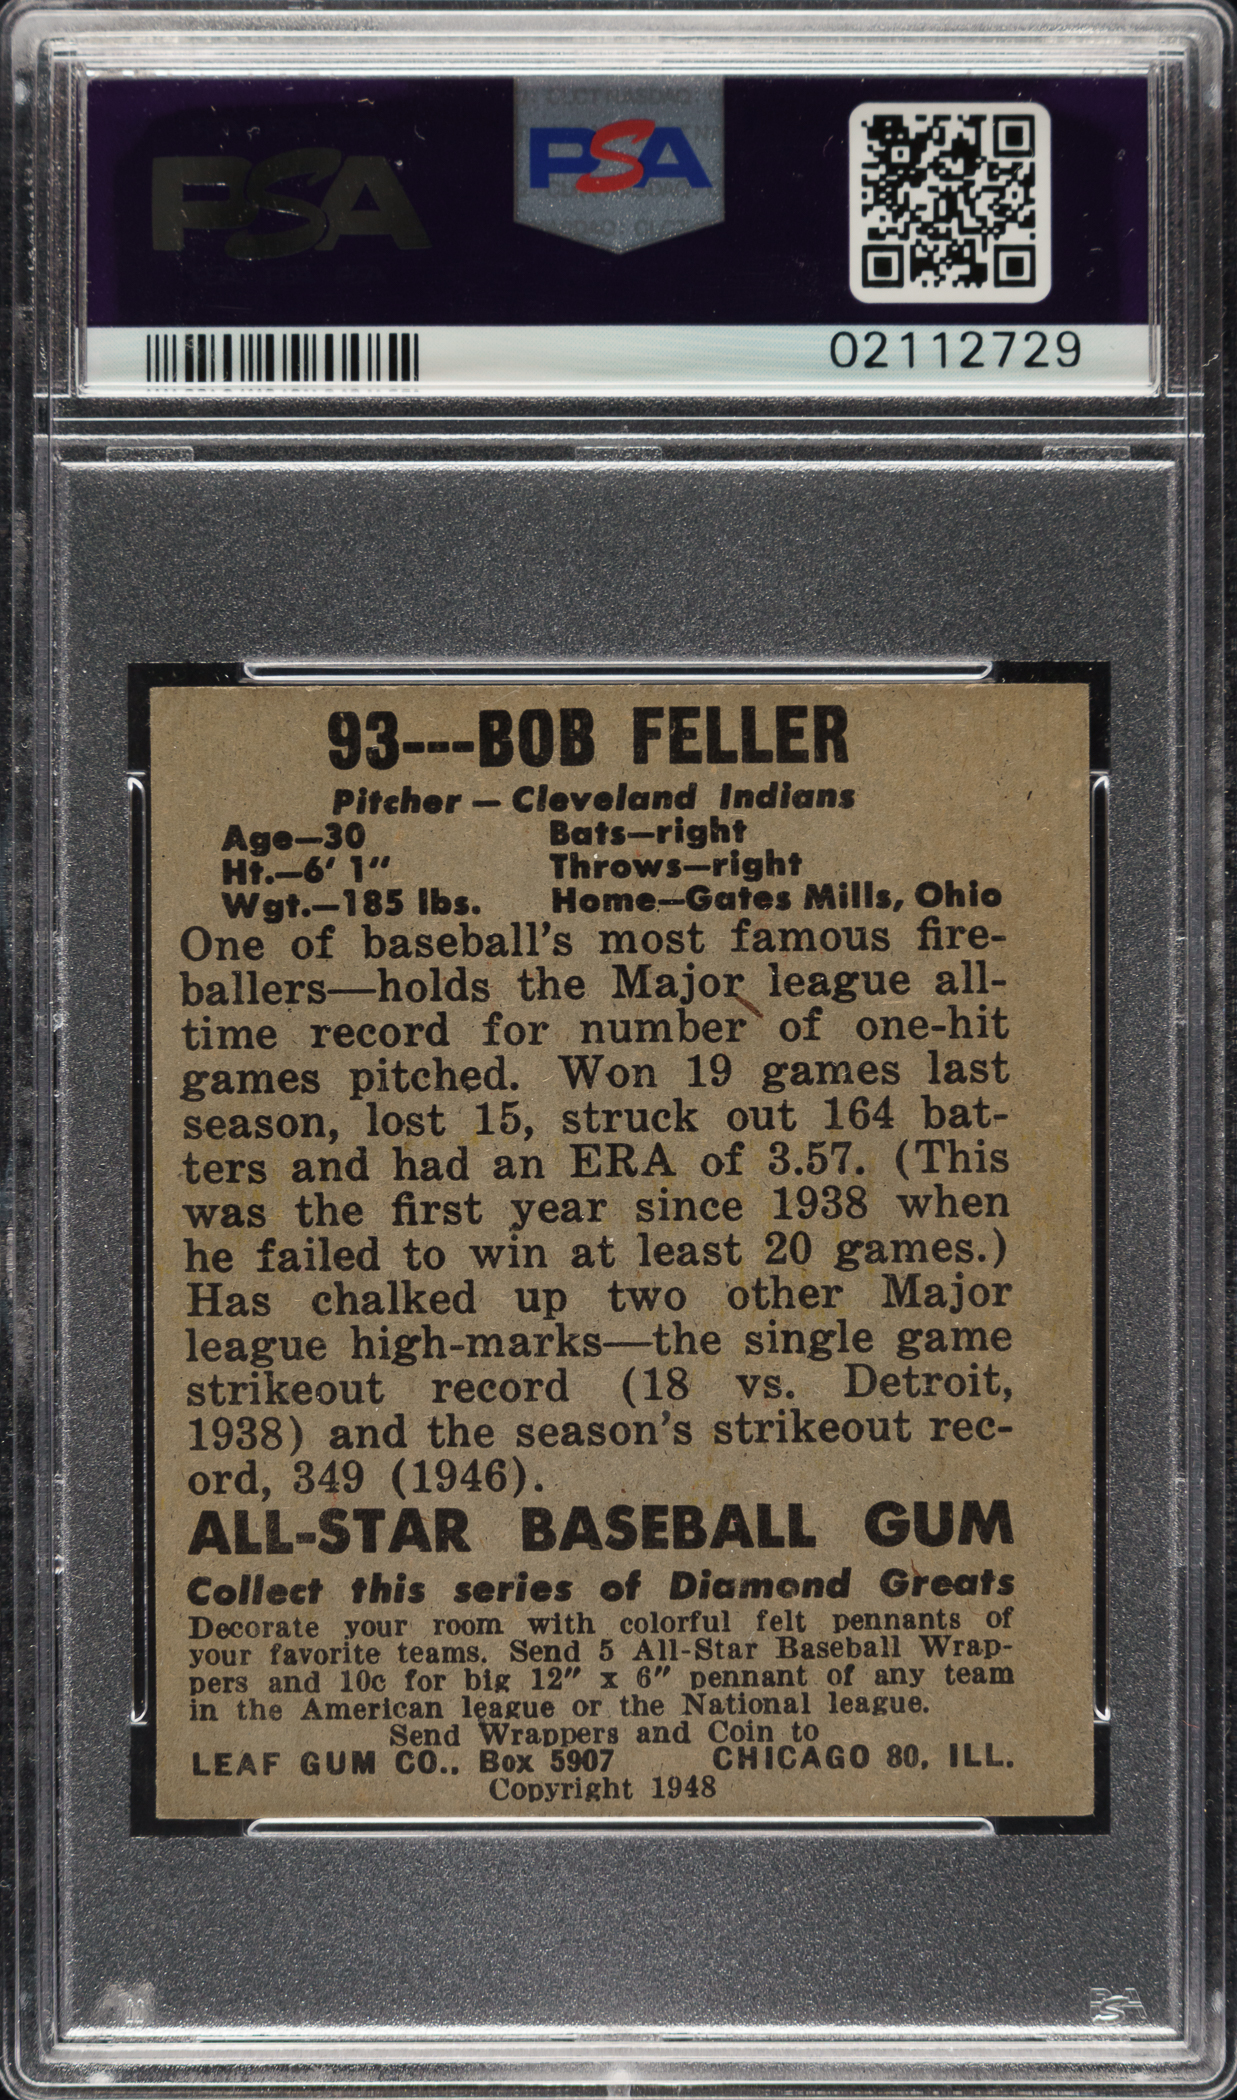 PSA
PSA
02112729
93---BOB FELLER
Pitcher — Cleveland Indians
Age—30 Bats—right
Ht.—6' 1" Throws—right
Wgt.—185 lbs. Home—Gates Mills, Ohio
One of baseball's most famous fire-
ballers—holds the Major league all-
time record for number of one-hit
games pitched. Won 19 games last
season, lost 15, struck out 164 bat-
ters and had an ERA of 3.57. (This
was the first year since 1938 when
he failed to win at least 20 games.)
Has chalked up two other Major
league high-marks—the single game
strikeout record (18 vs. Detroit,
1938) and the season's strikeout rec-
ord, 349 (1946).
ALL-STAR BASEBALL GUM
Collect this series of Diamond Greats
Decorate your room with colorful felt pennants of
your favorite teams. Send 5 All-Star Baseball Wrap-
pers and 10c for big 12" x 6" pennant of any team
in the American league or the National league.
Send Wrappers and Coin to
LEAF GUM CO., Box 5907 CHICAGO 80, ILL.
Copyright 1948
PSA